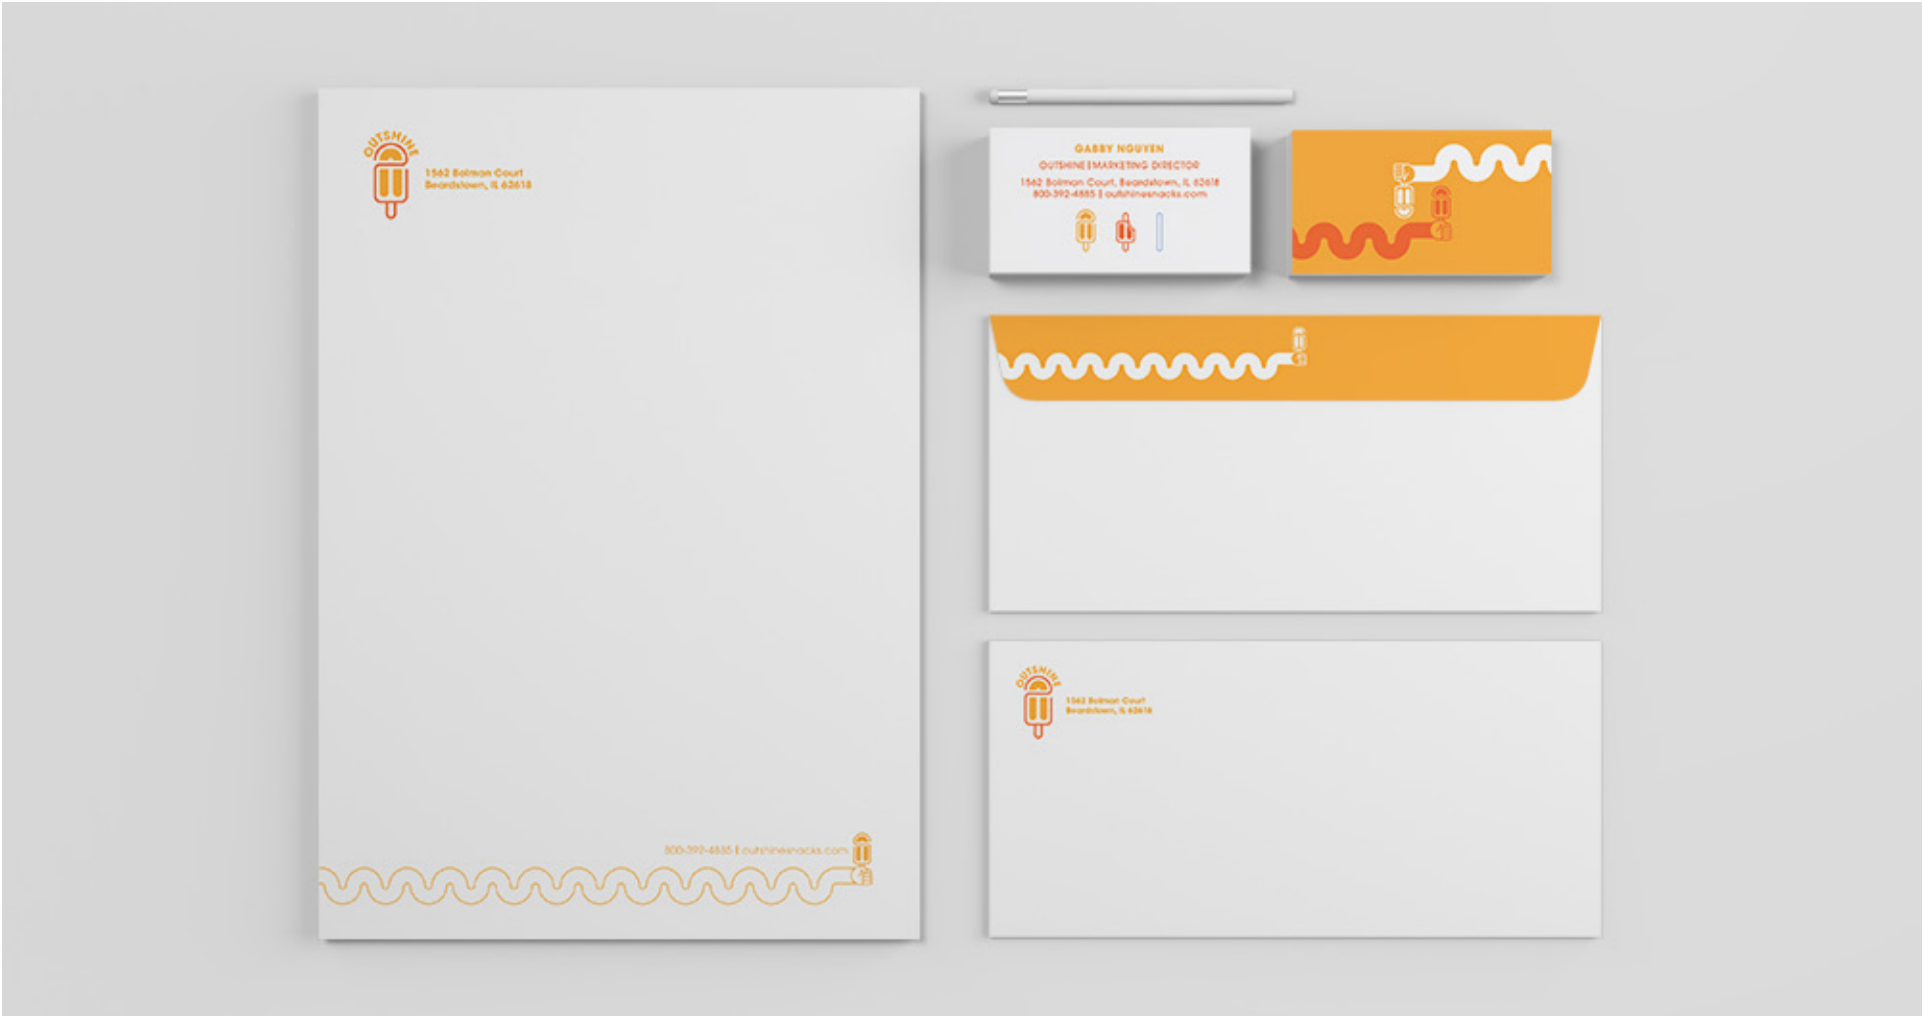 OUTSHINE
1562 Bolman Court
Beardstown, IL 62618
800-392-4885 | outshinesnacks.com
GABBY NGUYEN
OUTSHINE | MARKETING DIRECTOR
1562 Bolman Court, Beardstown, IL 62618
800-392-4885 | outshinesnacks.com
OUTSHINE
1562 Bolman Court
Beardstown, IL 62618